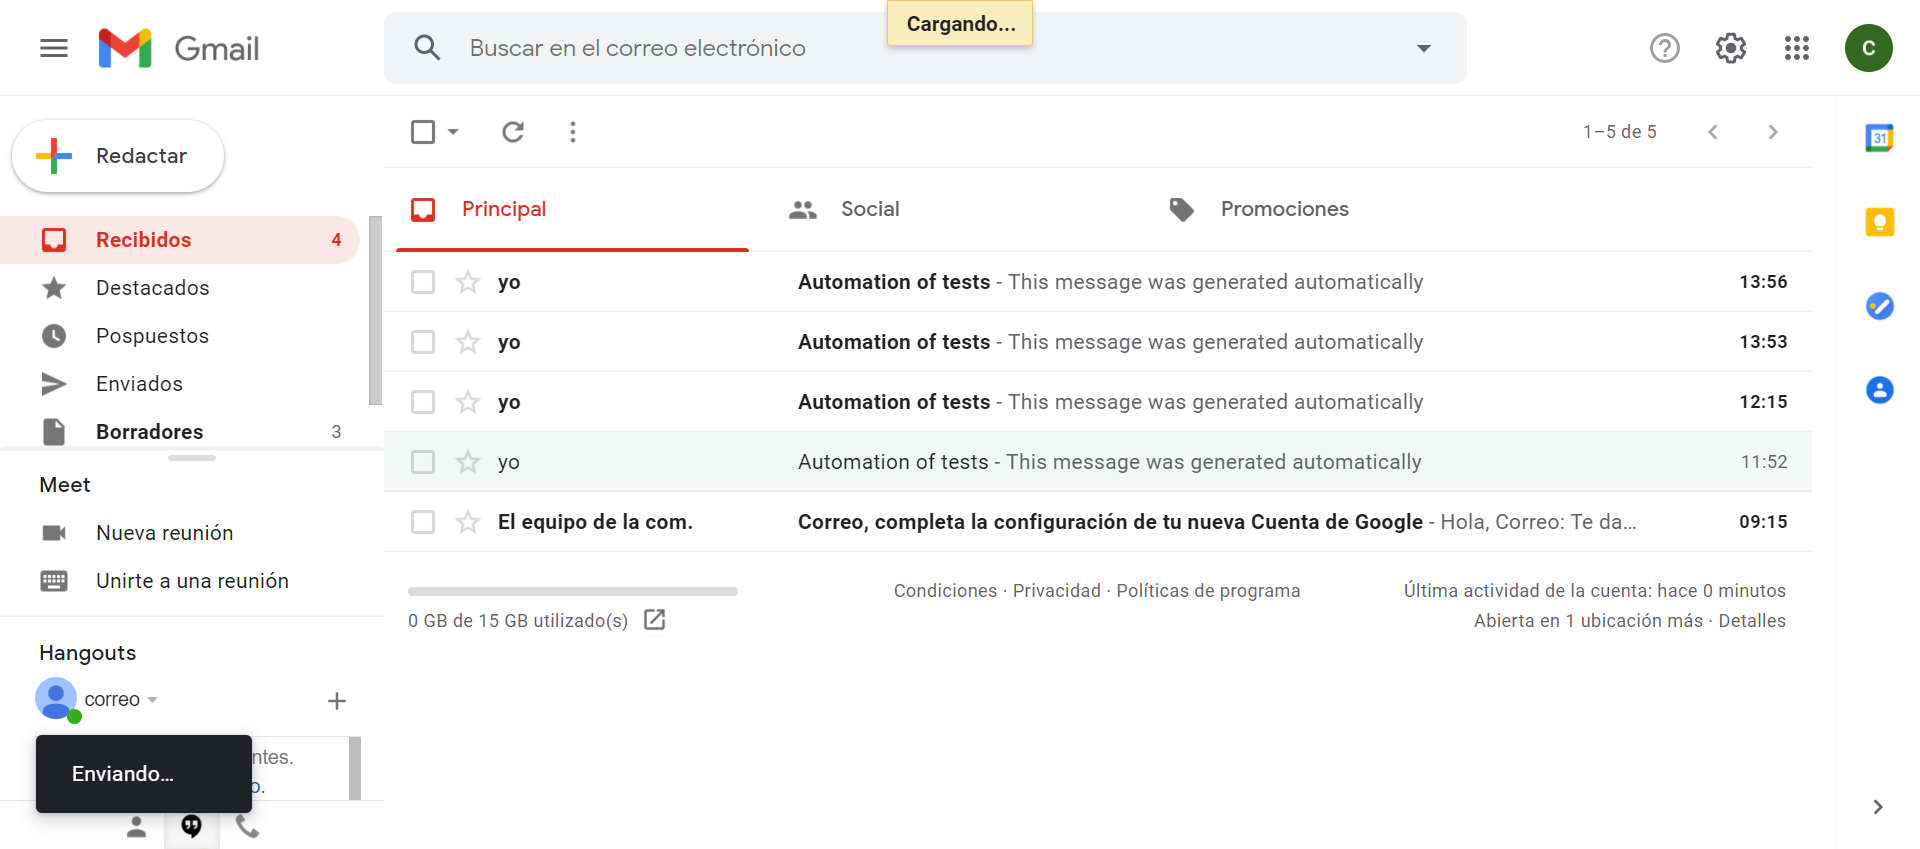 Cargando...
Gmail
Buscar en el correo electrónico
C
Redactar
1–5 de 5
31
Recibidos 4
Destacados
Pospuestos
Enviados
Borradores 3
Principal Social Promociones
yo Automation of tests - This message was generated automatically 13:56
yo Automation of tests - This message was generated automatically 13:53
yo Automation of tests - This message was generated automatically 12:15
yo Automation of tests - This message was generated automatically 11:52
El equipo de la com. Correo, completa la configuración de tu nueva Cuenta de Google - Hola, Correo: Te da…
09:15
Meet
Nueva reunión
Unirte a una reunión
Hangouts
correo
ntes.
o.
Enviando...
0 GB de 15 GB utilizado(s)
Condiciones · Privacidad · Políticas de programa
Última actividad de la cuenta: hace 0 minutos
Abierta en 1 ubicación más · Detalles